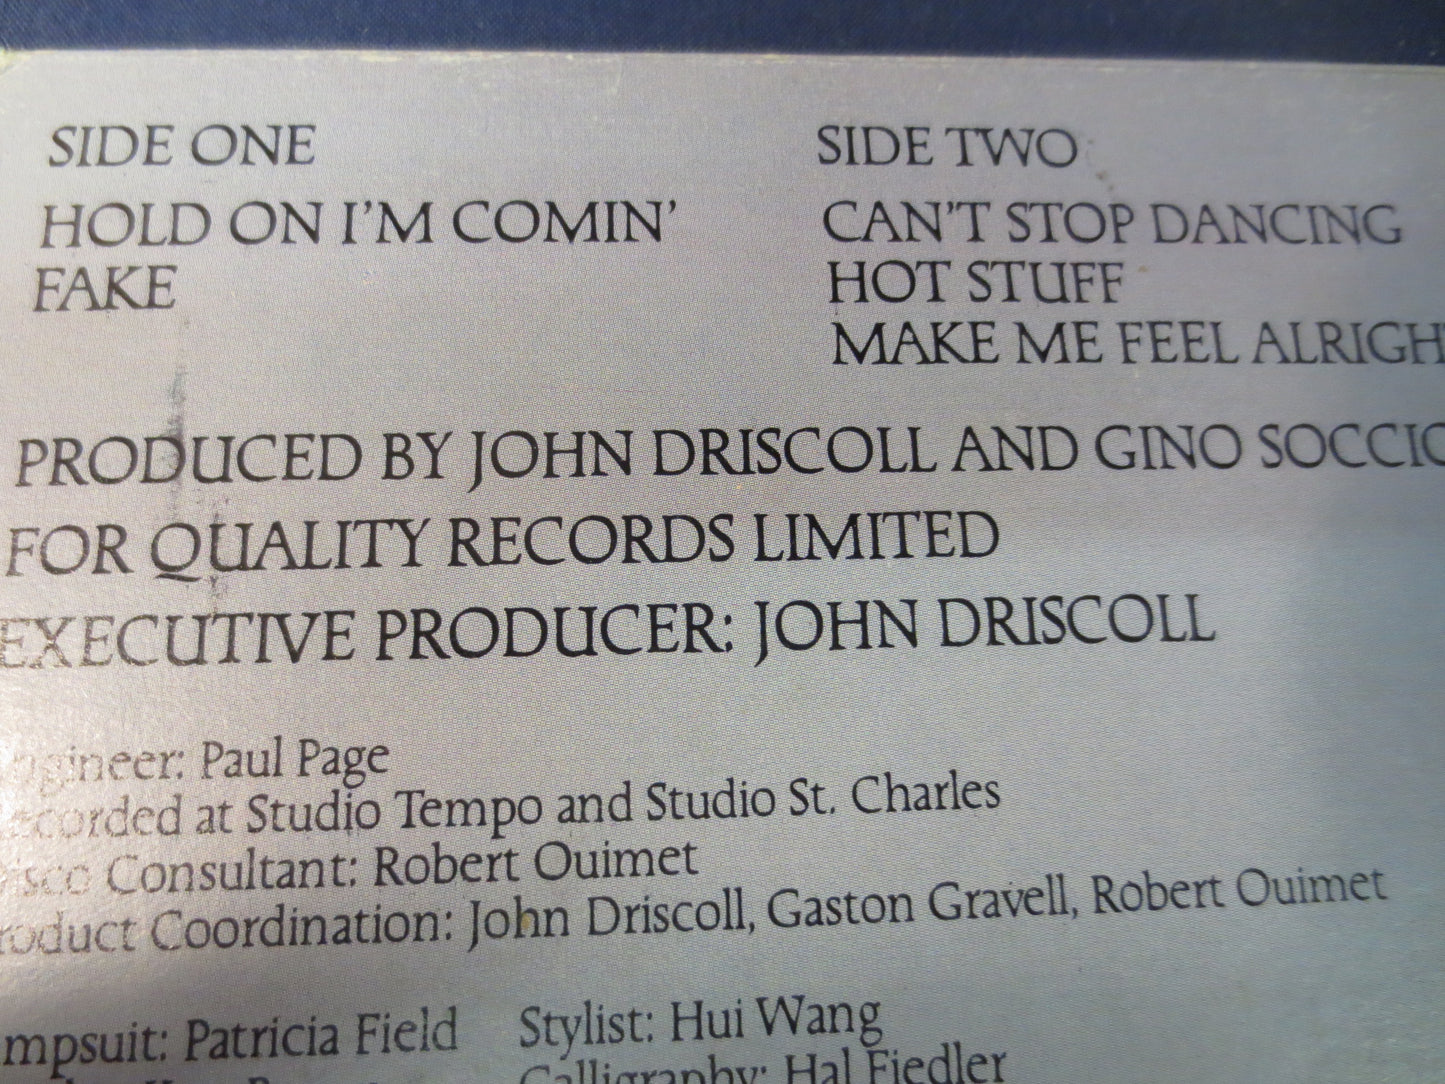 SIDE ONE
HOLD ON I'M COMIN'
FAKE
SIDE TWO
CAN'T STOP DANCING
HOT STUFF
MAKE ME FEEL ALRIGH
PRODUCED BY JOHN DRISCOLL AND GINO SOCCIO
FOR QUALITY RECORDS LIMITED
EXECUTIVE PRODUCER: JOHN DRISCOLL
ngineer: Paul Page
ecorded at Studio Tempo and Studio St. Charles
isco Consultant: Robert Ouimet
roduct Coordination: John Driscoll, Gaston Gravell, Robert Ouimet
mpsuit: Patricia Field
Stylist: Hui Wang
Calligraphy: Hal Fiedler